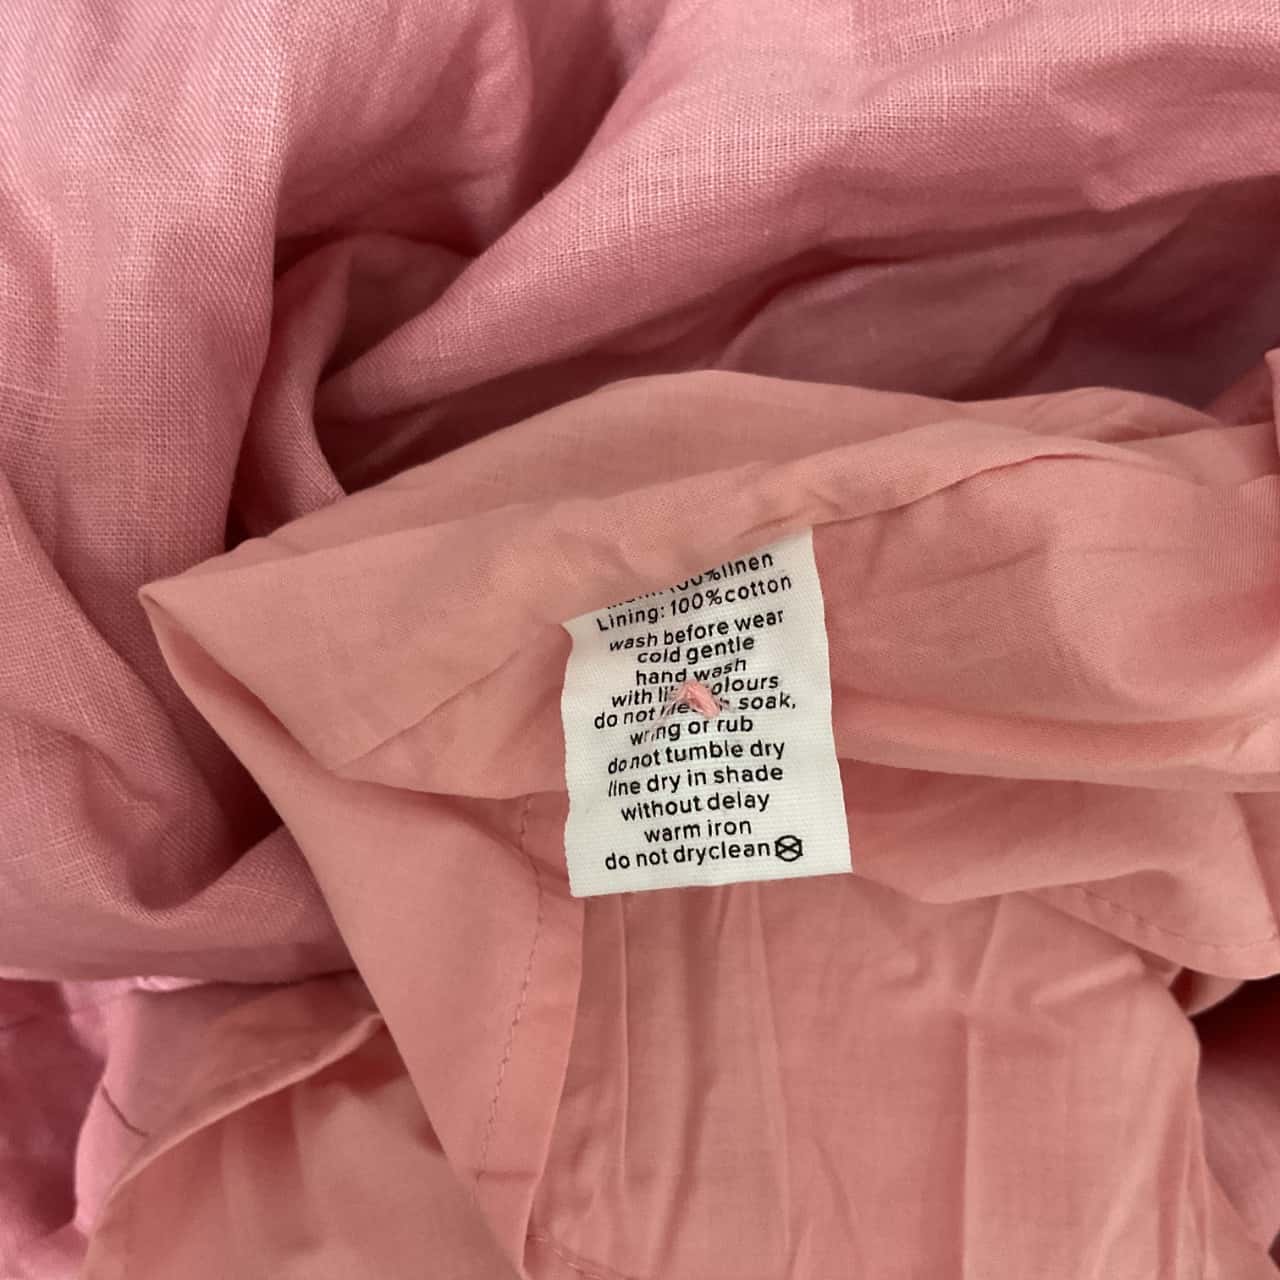 100%linen
Lining: 100%cotton
wash before wear
cold gentle
hand wash
with colours
do not soak,
wring or rub
do not tumble dry
line dry in shade
without delay
warm iron
do not dryclean